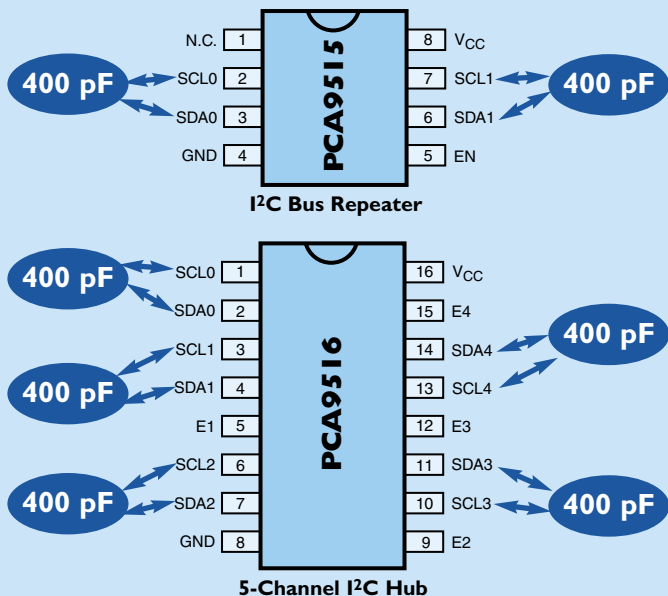 N.C. 1 PCA9515 8 VCC
400 pF SCL0 2 7 SCL1 400 pF
SDA0 3 6 SDA1
GND 4 5 EN
I²C Bus Repeater
400 pF SCL0 1 PCA9516 16 VCC
SDA0 2 15 E4
400 pF SCL1 3 14 SDA4 400 pF
SDA1 4 13 SCL4
E1 5 12 E3
400 pF SCL2 6 11 SDA3 400 pF
SDA2 7 10 SCL3
GND 8 9 E2
5-Channel I²C Hub